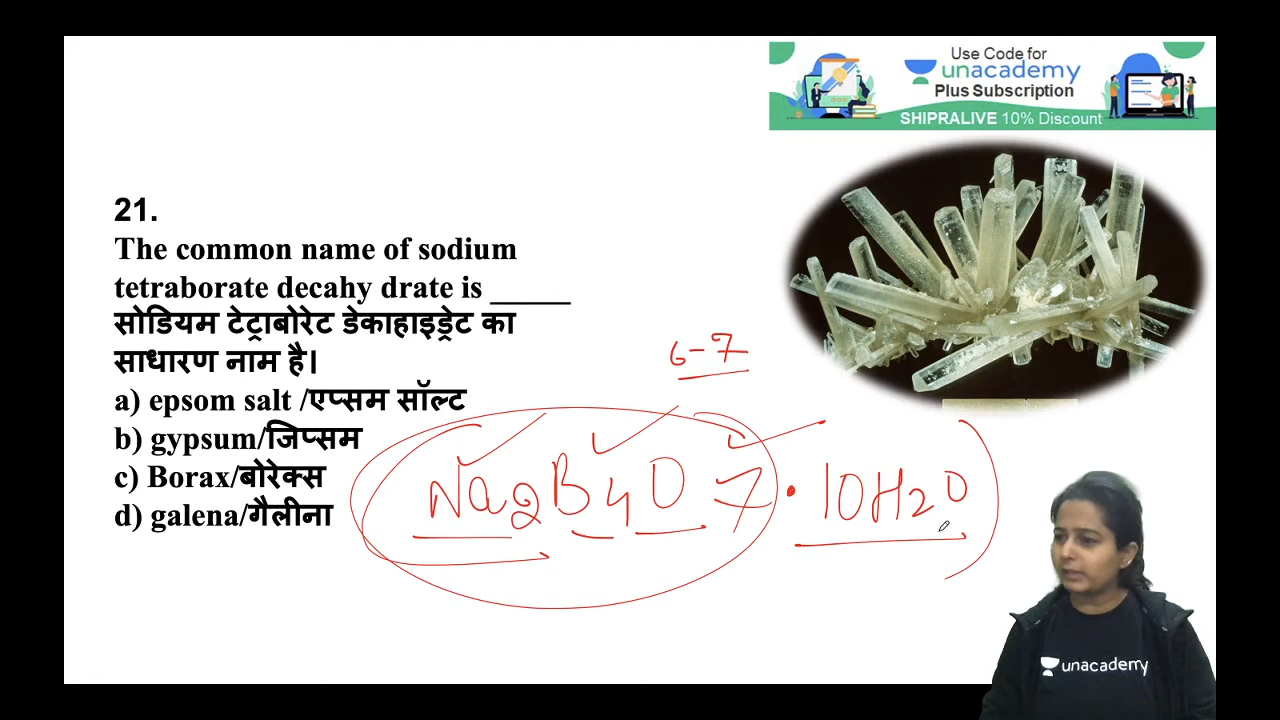 Use Code for
unacademy
Plus Subscription
SHIPRALIVE 10% Discount
21.
The common name of sodium
tetraborate decahy drate is _____
सोडियम टेट्राबोरेट डेकाहाइड्रेट का
साधारण नाम है।
a) epsom salt /एप्सम सॉल्ट
b) gypsum/जिप्सम
c) Borax/बोरेक्स
d) galena/गैलीना
6-7
Na2B4O7•10H2O
unacademy